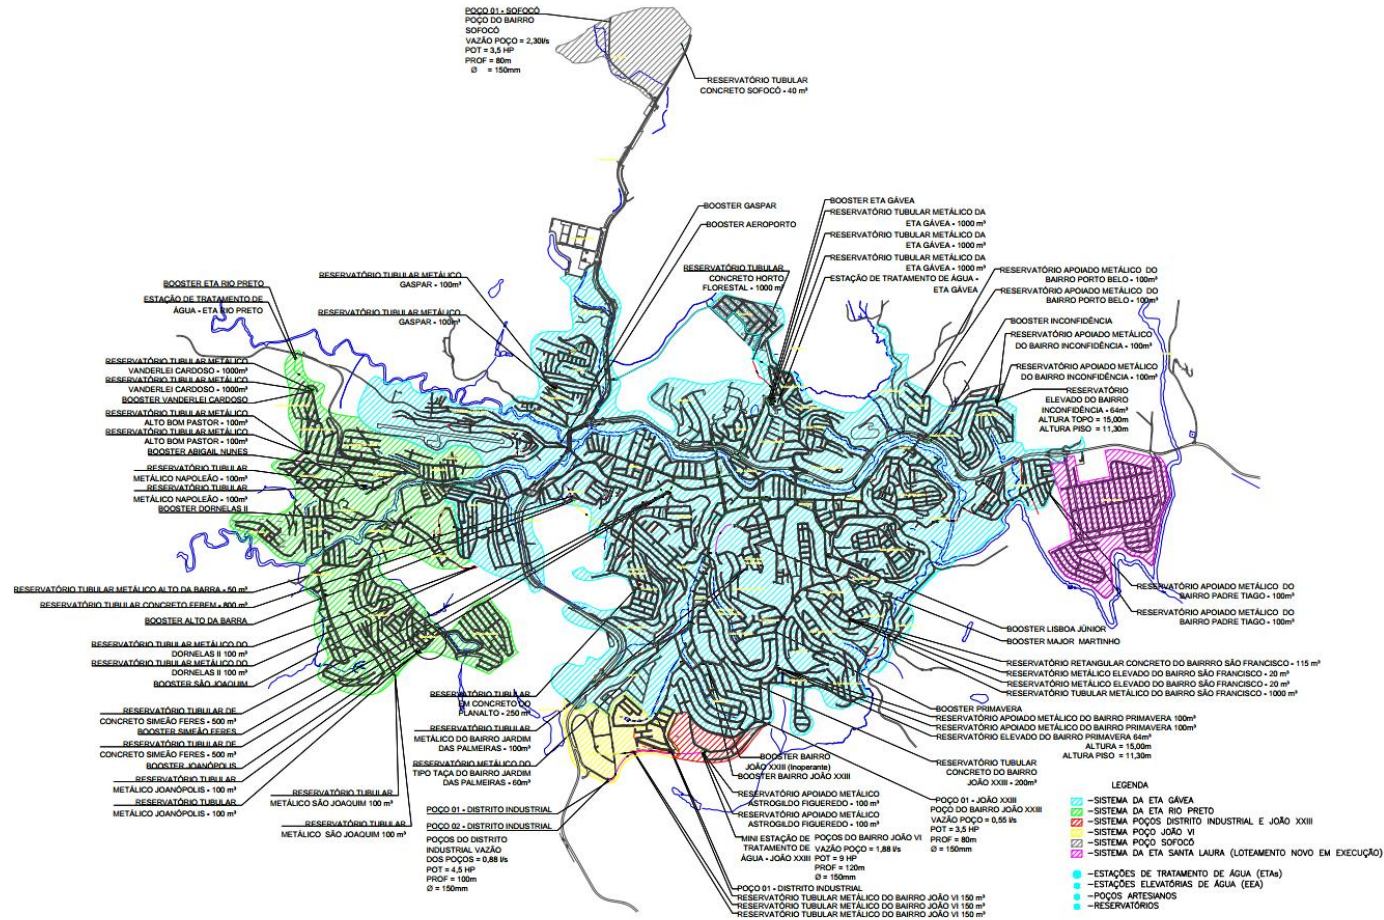 POÇO 01 - SOFOCÓ
POÇO DO BAIRRO
SOFOCÓ
VAZÃO POÇO = 2,30l/s
POT = 3,5 HP
PROF = 80m
Ø = 150mm
RESERVATÓRIO TUBULAR
CONCRETO SOFOCÓ - 40 m³
BOOSTER GASPAR
BOOSTER AEROPORTO
BOOSTER ETA GÁVEA
RESERVATÓRIO TUBULAR METÁLICO DA
ETA GÁVEA - 1000 m³
RESERVATÓRIO TUBULAR METÁLICO DA
ETA GÁVEA - 1000 m³
RESERVATÓRIO TUBULAR METÁLICO DA
ETA GÁVEA - 1000 m³
ESTAÇÃO DE TRATAMENTO DE ÁGUA -
ETA GÁVEA
RESERVATÓRIO TUBULAR
CONCRETO HORTO
FLORESTAL - 1000 m³
RESERVATÓRIO TUBULAR METÁLICO
GASPAR - 100m³
RESERVATÓRIO TUBULAR METÁLICO
GASPAR - 100m³
RESERVATÓRIO APOIADO METÁLICO DO
BAIRRO PORTO BELO - 100m³
RESERVATÓRIO APOIADO METÁLICO DO
BAIRRO PORTO BELO - 100m³
BOOSTER INCONFIDÊNCIA
RESERVATÓRIO APOIADO METÁLICO
DO BAIRRO INCONFIDÊNCIA - 100m³
RESERVATÓRIO APOIADO METÁLICO
DO BAIRRO INCONFIDÊNCIA - 100m³
RESERVATÓRIO
ELEVADO DO BAIRRO
INCONFIDÊNCIA - 64m³
ALTURA TOPO = 15,00m
ALTURA PISO = 11,30m
BOOSTER ETA RIO PRETO
ESTAÇÃO DE TRATAMENTO DE
ÁGUA - ETA RIO PRETO
RESERVATÓRIO TUBULAR METÁLICO
VANDERLEI CARDOSO - 1000m³
RESERVATÓRIO TUBULAR METÁLICO
VANDERLEI CARDOSO - 1000m³
BOOSTER VANDERLEI CARDOSO
RESERVATÓRIO TUBULAR METÁLICO
ALTO BOM PASTOR - 100m³
RESERVATÓRIO TUBULAR METÁLICO
ALTO BOM PASTOR - 100m³
BOOSTER ABIGAIL NUNES
RESERVATÓRIO TUBULAR
METÁLICO NAPOLEÃO - 100m³
RESERVATÓRIO TUBULAR
METÁLICO NAPOLEÃO - 100m³
BOOSTER DORNELAS II
RESERVATÓRIO TUBULAR METÁLICO ALTO DA BARRA - 50 m³
RESERVATÓRIO TUBULAR CONCRETO FEBEM - 800 m³
BOOSTER ALTO DA BARRA
RESERVATÓRIO TUBULAR METÁLICO DO
DORNELAS II 100 m³
RESERVATÓRIO TUBULAR METÁLICO DO
DORNELAS II 100 m³
BOOSTER SÃO JOAQUIM
RESERVATÓRIO TUBULAR DE
CONCRETO SIMEÃO FERES - 500 m³
BOOSTER SIMEÃO FERES
RESERVATÓRIO TUBULAR DE
CONCRETO SIMEÃO FERES - 500 m³
BOOSTER JOANÓPOLIS
RESERVATÓRIO TUBULAR
METÁLICO JOANÓPOLIS - 100 m³
RESERVATÓRIO TUBULAR
METÁLICO JOANÓPOLIS - 100 m³
RESERVATÓRIO TUBULAR
METÁLICO SÃO JOAQUIM 100 m³
RESERVATÓRIO TUBULAR
METÁLICO SÃO JOAQUIM 100 m³
RESERVATÓRIO TUBULAR
EM CONCRETO DO
PLANALTO - 250 m³
RESERVATÓRIO TUBULAR
METÁLICO DO BAIRRO JARDIM
DAS PALMEIRAS - 100m³
RESERVATÓRIO METÁLICO DO
TIPO TAÇA DO BAIRRO JARDIM
DAS PALMEIRAS - 60m³
POÇO 01 - DISTRITO INDUSTRIAL
POÇO 02 - DISTRITO INDUSTRIAL
POÇOS DO DISTRITO
INDUSTRIAL VAZÃO
DOS POÇOS = 0,88 l/s
POT = 4,5 HP
PROF = 100m
Ø = 150mm
RESERVATÓRIO APOIADO METÁLICO DO
BAIRRO PADRE TIAGO - 100m³
RESERVATÓRIO APOIADO METÁLICO DO
BAIRRO PADRE TIAGO - 100m³
BOOSTER LISBOA JÚNIOR
BOOSTER MAJOR MARTINHO
RESERVATÓRIO RETANGULAR CONCRETO DO BAIRRRO SÃO FRANCISCO - 115 m³
RESERVATÓRIO METÁLICO ELEVADO DO BAIRRO SÃO FRANCISCO - 20 m³
RESERVATÓRIO METÁLICO ELEVADO DO BAIRRO SÃO FRANCISCO - 20 m³
RESERVATÓRIO TUBULAR METÁLICO DO BAIRRO SÃO FRANCISCO - 1000 m³
BOOSTER PRIMAVERA
RESERVATÓRIO APOIADO METÁLICO DO BAIRRO PRIMAVERA 100m³
RESERVATÓRIO APOIADO METÁLICO DO BAIRRO PRIMAVERA 100m³
RESERVATÓRIO ELEVADO DO BAIRRO PRIMAVERA 64m³
ALTURA = 15,00m
ALTURA PISO = 11,30m
BOOSTER BAIRRO
JOÃO XXIII (Inoperante)
BOOSTER BAIRRO JOÃO XXIII
RESERVATÓRIO TUBULAR
CONCRETO DO BAIRRO
JOÃO XXIII - 200m³
RESERVATÓRIO APOIADO METÁLICO
ASTROGILDO FIGUEREDO - 100 m³
RESERVATÓRIO APOIADO METÁLICO
ASTROGILDO FIGUEREDO - 100 m³
POÇO 01 - JOÃO XXIII
POÇO DO BAIRRO JOÃO XXIII
VAZÃO POÇO = 0,55 l/s
POT = 3,5 HP
PROF = 80m
Ø = 150mm
MINI ESTAÇÃO DE
TRATAMENTO DE
ÁGUA - JOÃO XXIII
POÇOS DO BAIRRO JOÃO VI
VAZÃO POÇO = 1,88 l/s
POT = 9 HP
PROF = 120m
Ø = 150mm
POÇO 01 - DISTRITO INDUSTRIAL
RESERVATÓRIO TUBULAR METÁLICO DO BAIRRO JOÃO VI 150 m³
RESERVATÓRIO TUBULAR METÁLICO DO BAIRRO JOÃO VI 150 m³
RESERVATÓRIO TUBULAR METÁLICO DO BAIRRO JOÃO VI 150 m³
LEGENDA
-SISTEMA DA ETA GÁVEA
-SISTEMA DA ETA RIO PRETO
-SISTEMA POÇOS DISTRITO INDUSTRIAL E JOÃO XXIII
-SISTEMA POÇO JOÃO VI
-SISTEMA POÇO SOFOCÓ
-SISTEMA DA ETA SANTA LAURA (LOTEAMENTO NOVO EM EXECUÇÃO)
-ESTAÇÕES DE TRATAMENTO DE ÁGUA (ETAs)
-ESTAÇÕES ELEVATÓRIAS DE ÁGUA (EEA)
-POÇOS ARTESIANOS
-RESERVATÓRIOS